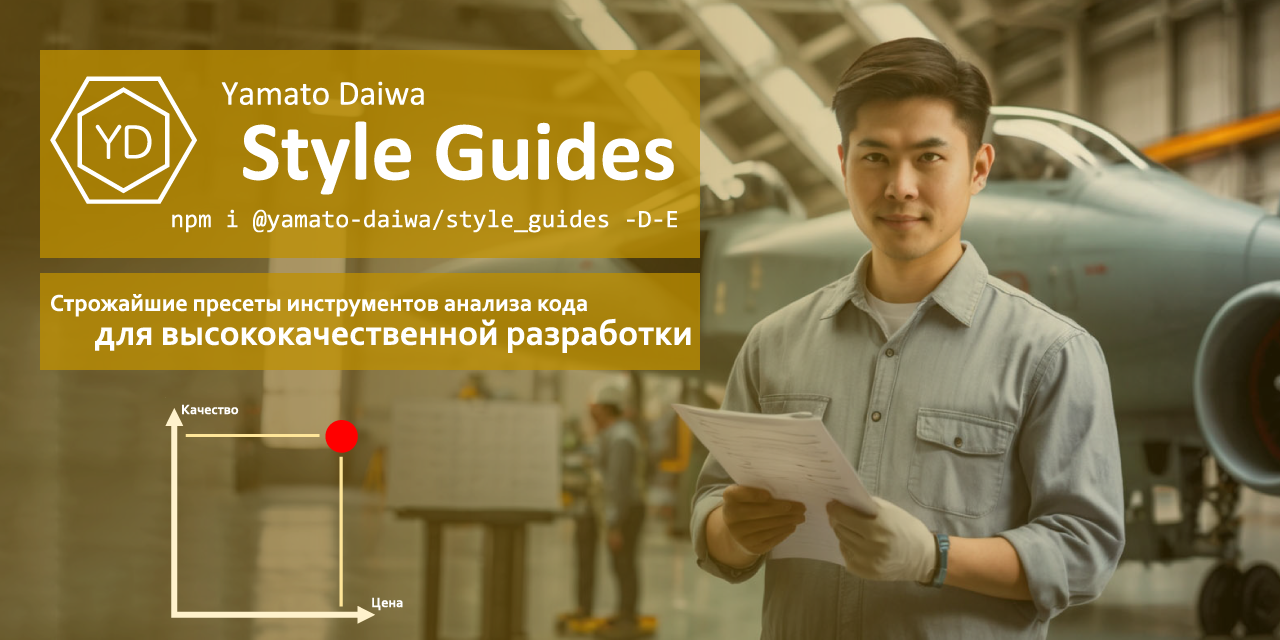 YD
Yamato Daiwa
Style Guides
npm i @yamato-daiwa/style_guides -D-E
Строжайшие пресеты инструментов анализа кода
для высококачественной разработки
Качество
Цена